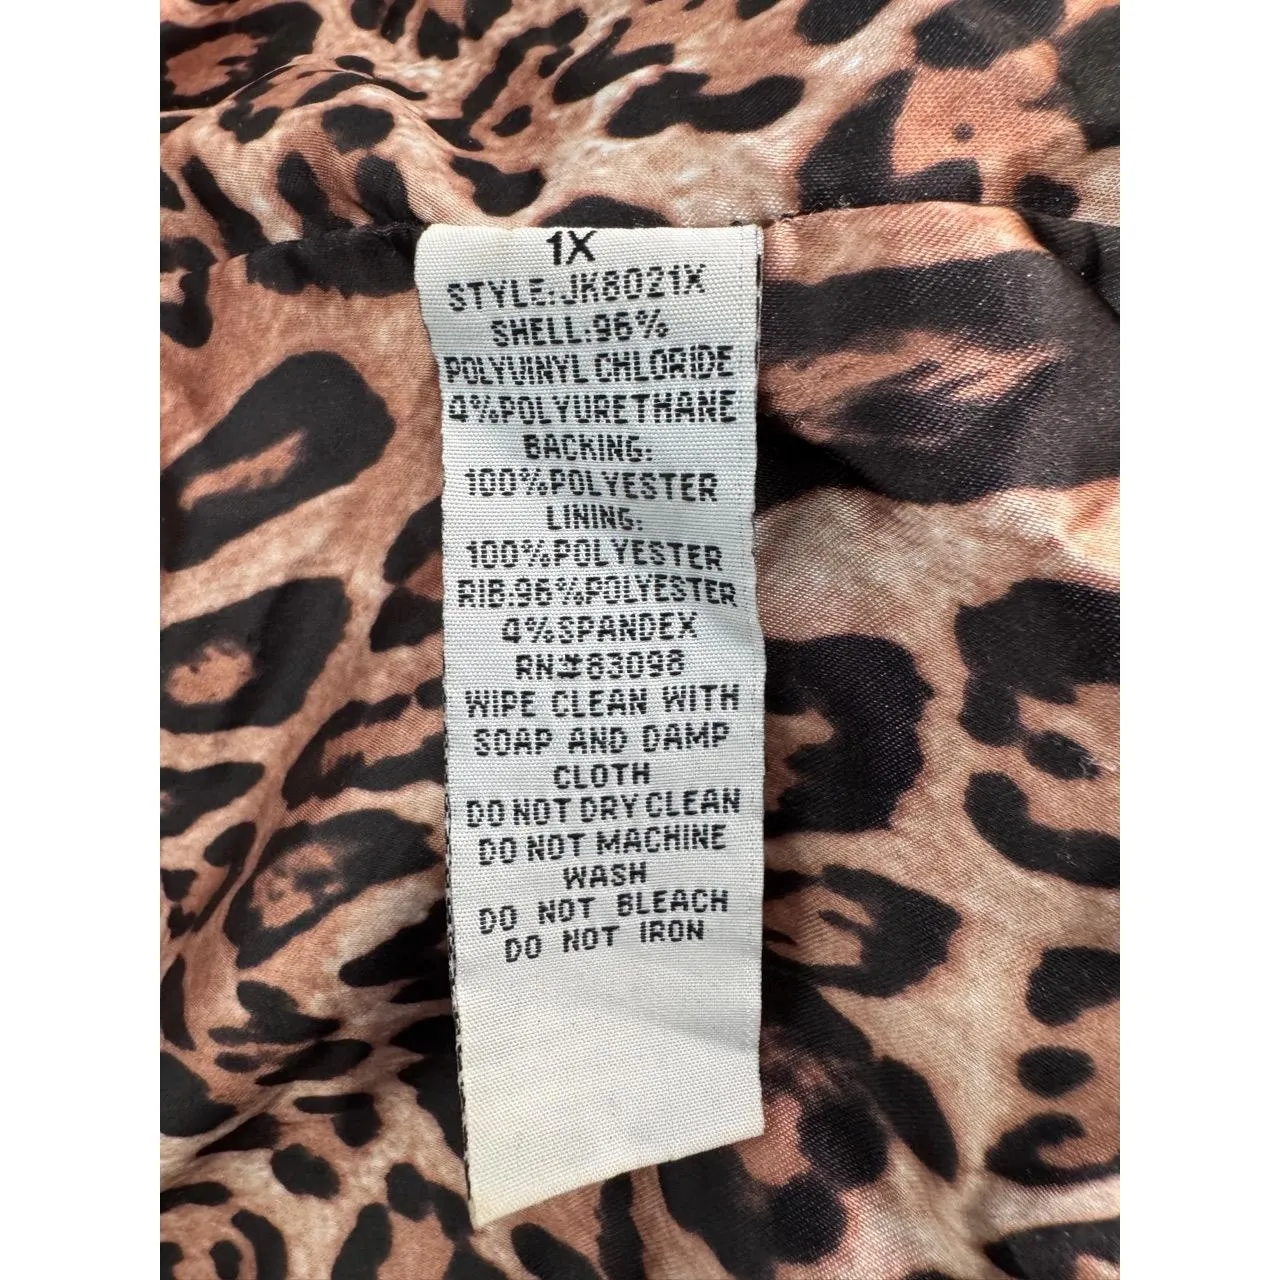 1X
STYLE:JK8021X
SHELL:96%
POLYVINYL CHLORIDE
4%POLYURETHANE
BACKING:
100%POLYESTER
LINING:
100%POLYESTER
RIB:96%POLYESTER
4%SPANDEX
RN#83098
WIPE CLEAN WITH
SOAP AND DAMP
CLOTH
DO NOT DRY CLEAN
DO NOT MACHINE
WASH
DO NOT BLEACH
DO NOT IRON